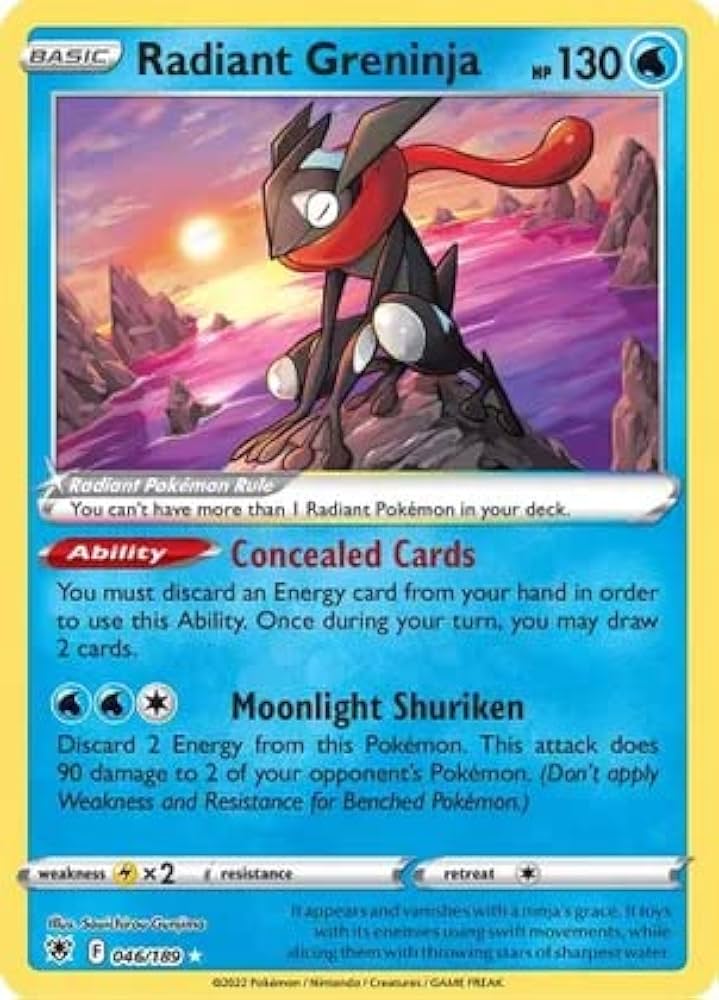 BASIC Radiant Greninja HP 130
Radiant Pokémon Rule
You can't have more than 1 Radiant Pokémon in your deck.
Ability Concealed Cards
You must discard an Energy card from your hand in order
to use this Ability. Once during your turn, you may draw
2 cards.
Moonlight Shuriken
Discard 2 Energy from this Pokémon. This attack does
90 damage to 2 of your opponent's Pokémon. (Don't apply
Weakness and Resistance for Benched Pokémon.)
weakness ×2 resistance retreat
Illus. Souichirou Gunjima
It appears and vanishes with a ninja's grace. It toys
with its enemies using swift movements, while
slicing them with throwing stars of sharpest water.
F 046/189
©2022 Pokémon / Nintendo / Creatures / GAME FREAK